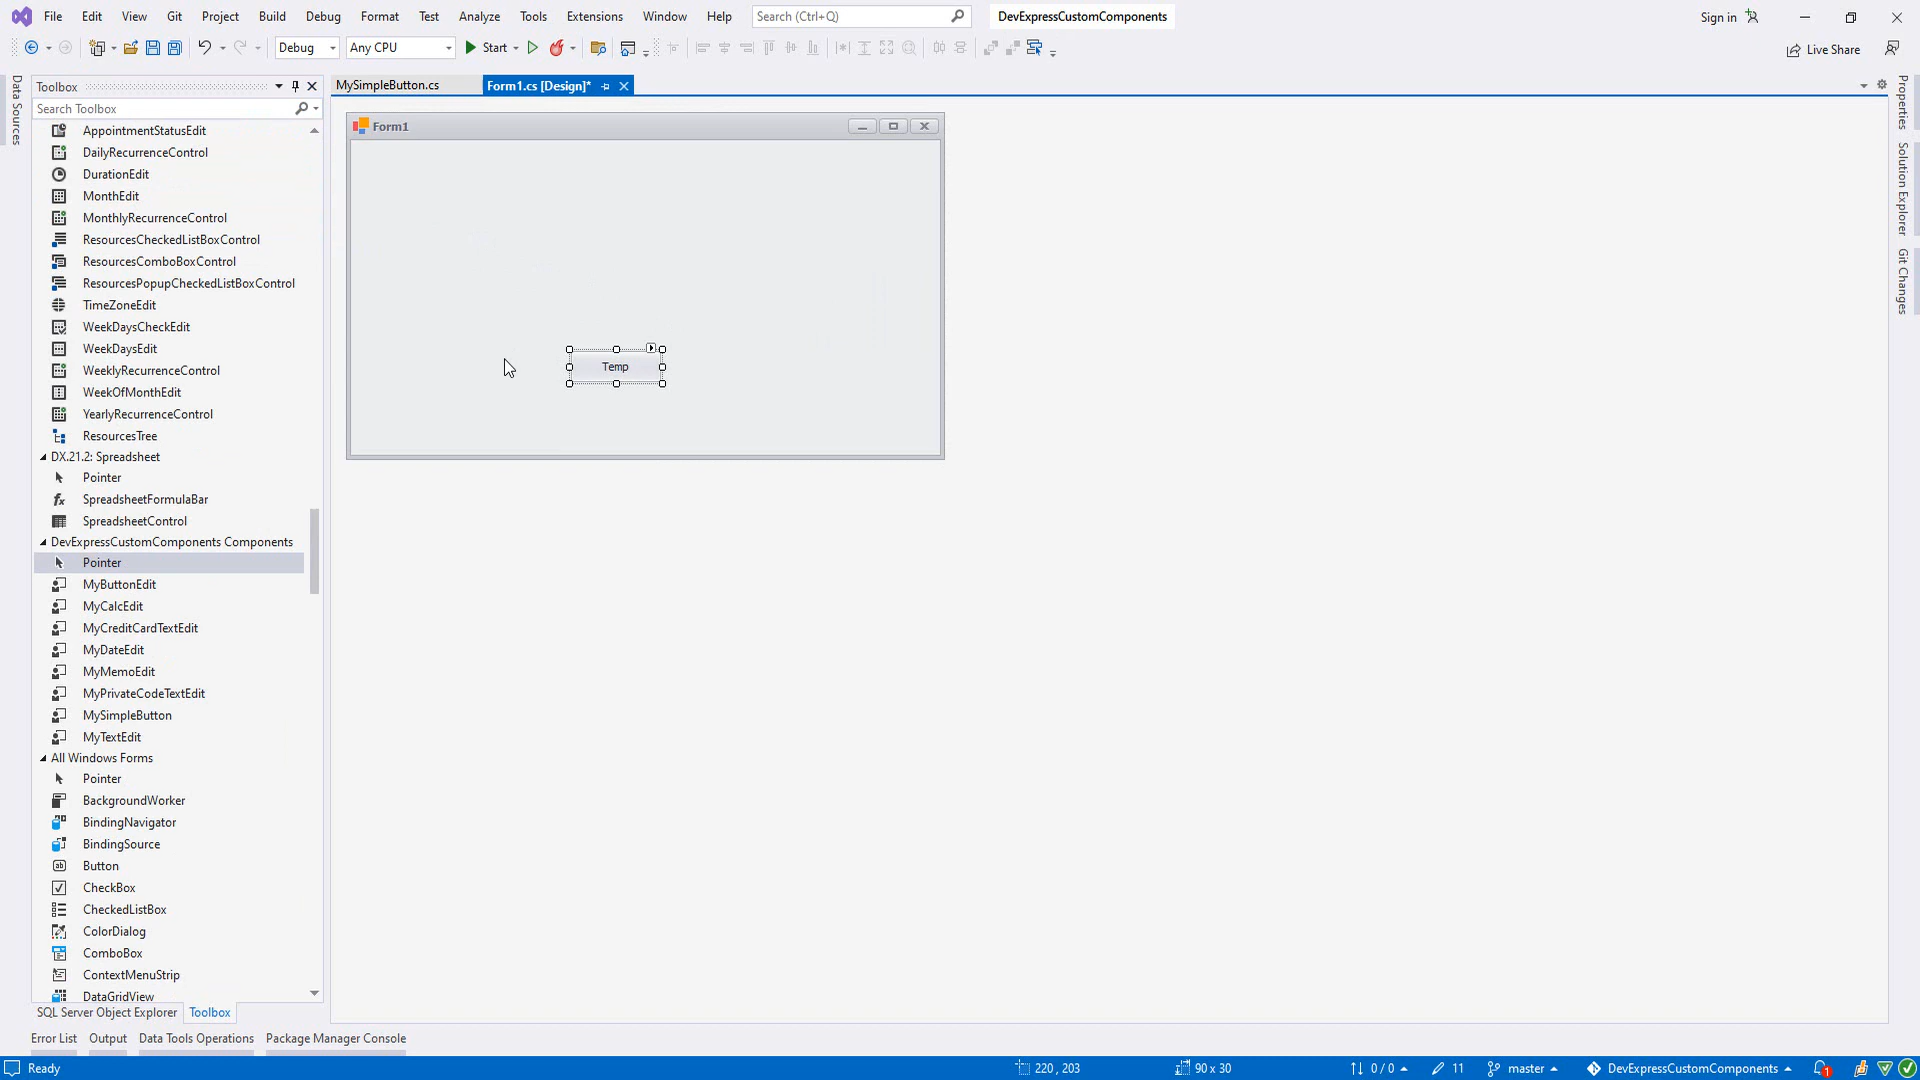 File Edit View Git Project Build Debug Format Test Analyze Tools Extensions Window Help Search (Ctrl+Q) DevExpressCustomComponents Sign in
Debug Any CPU Start Live Share
Data Sources
Toolbox
Search Toolbox
AppointmentStatusEdit
DailyRecurrenceControl
DurationEdit
MonthEdit
MonthlyRecurrenceControl
ResourcesCheckedListBoxControl
ResourcesComboBoxControl
ResourcesPopupCheckedListBoxControl
TimeZoneEdit
WeekDaysCheckEdit
WeekDaysEdit
WeeklyRecurrenceControl
WeekOfMonthEdit
YearlyRecurrenceControl
ResourcesTree
DX.21.2: Spreadsheet
Pointer
SpreadsheetFormulaBar
SpreadsheetControl
DevExpressCustomComponents Components
Pointer
MyButtonEdit
MyCalcEdit
MyCreditCardTextEdit
MyDateEdit
MyMemoEdit
MyPrivateCodeTextEdit
MySimpleButton
MyTextEdit
All Windows Forms
Pointer
BackgroundWorker
BindingNavigator
BindingSource
Button
CheckBox
CheckedListBox
ColorDialog
ComboBox
ContextMenuStrip
DataGridView
SQL Server Object Explorer Toolbox
MySimpleButton.cs Form1.cs [Design]*
Form1
Temp
Properties
Solution Explorer
Git Changes
Error List Output Data Tools Operations Package Manager Console
Ready 220 , 203 90 x 30 0 / 0 11 master DevExpressCustomComponents 1